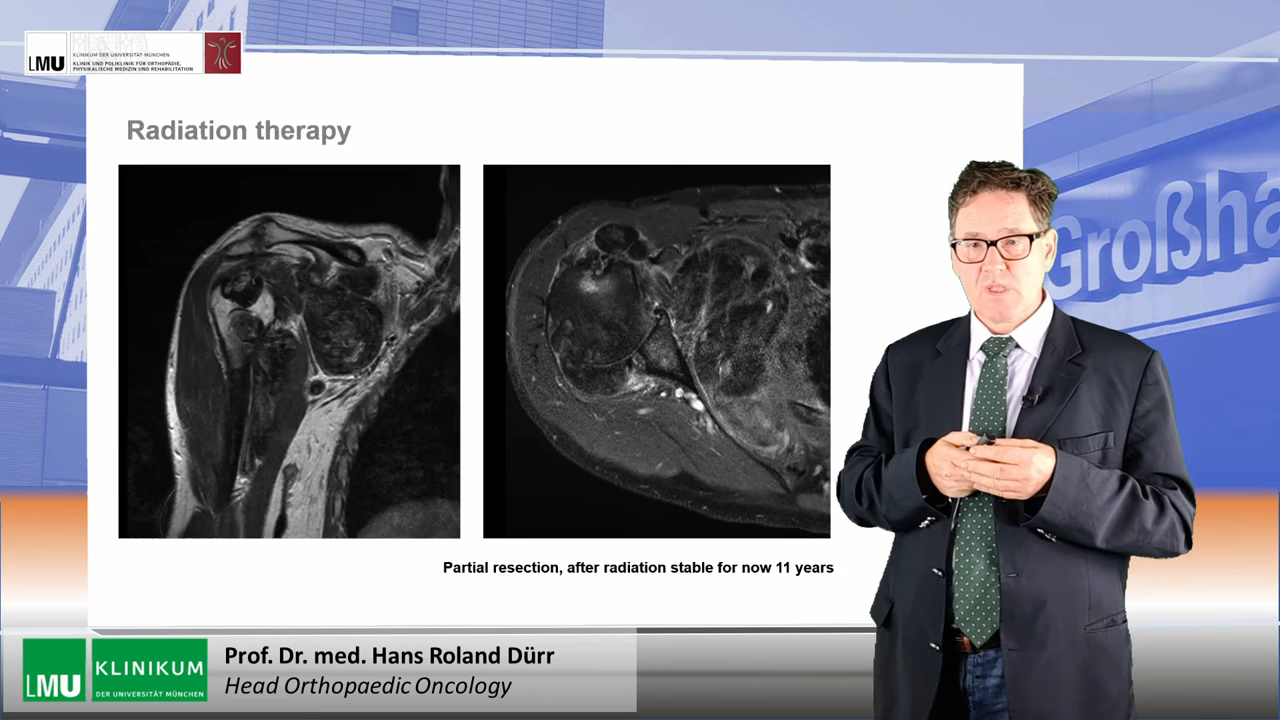 LMU
KLINIKUM DER UNIVERSITÄT MÜNCHEN
KLINIK UND POLIKLINIK FÜR ORTHOPÄDIE,
PHYSIKALISCHE MEDIZIN UND REHABILITATION
Radiation therapy
Großha
Partial resection, after radiation stable for now 11 years
LMU
KLINIKUM
DER UNIVERSITÄT MÜNCHEN
Prof. Dr. med. Hans Roland Dürr
Head Orthopaedic Oncology